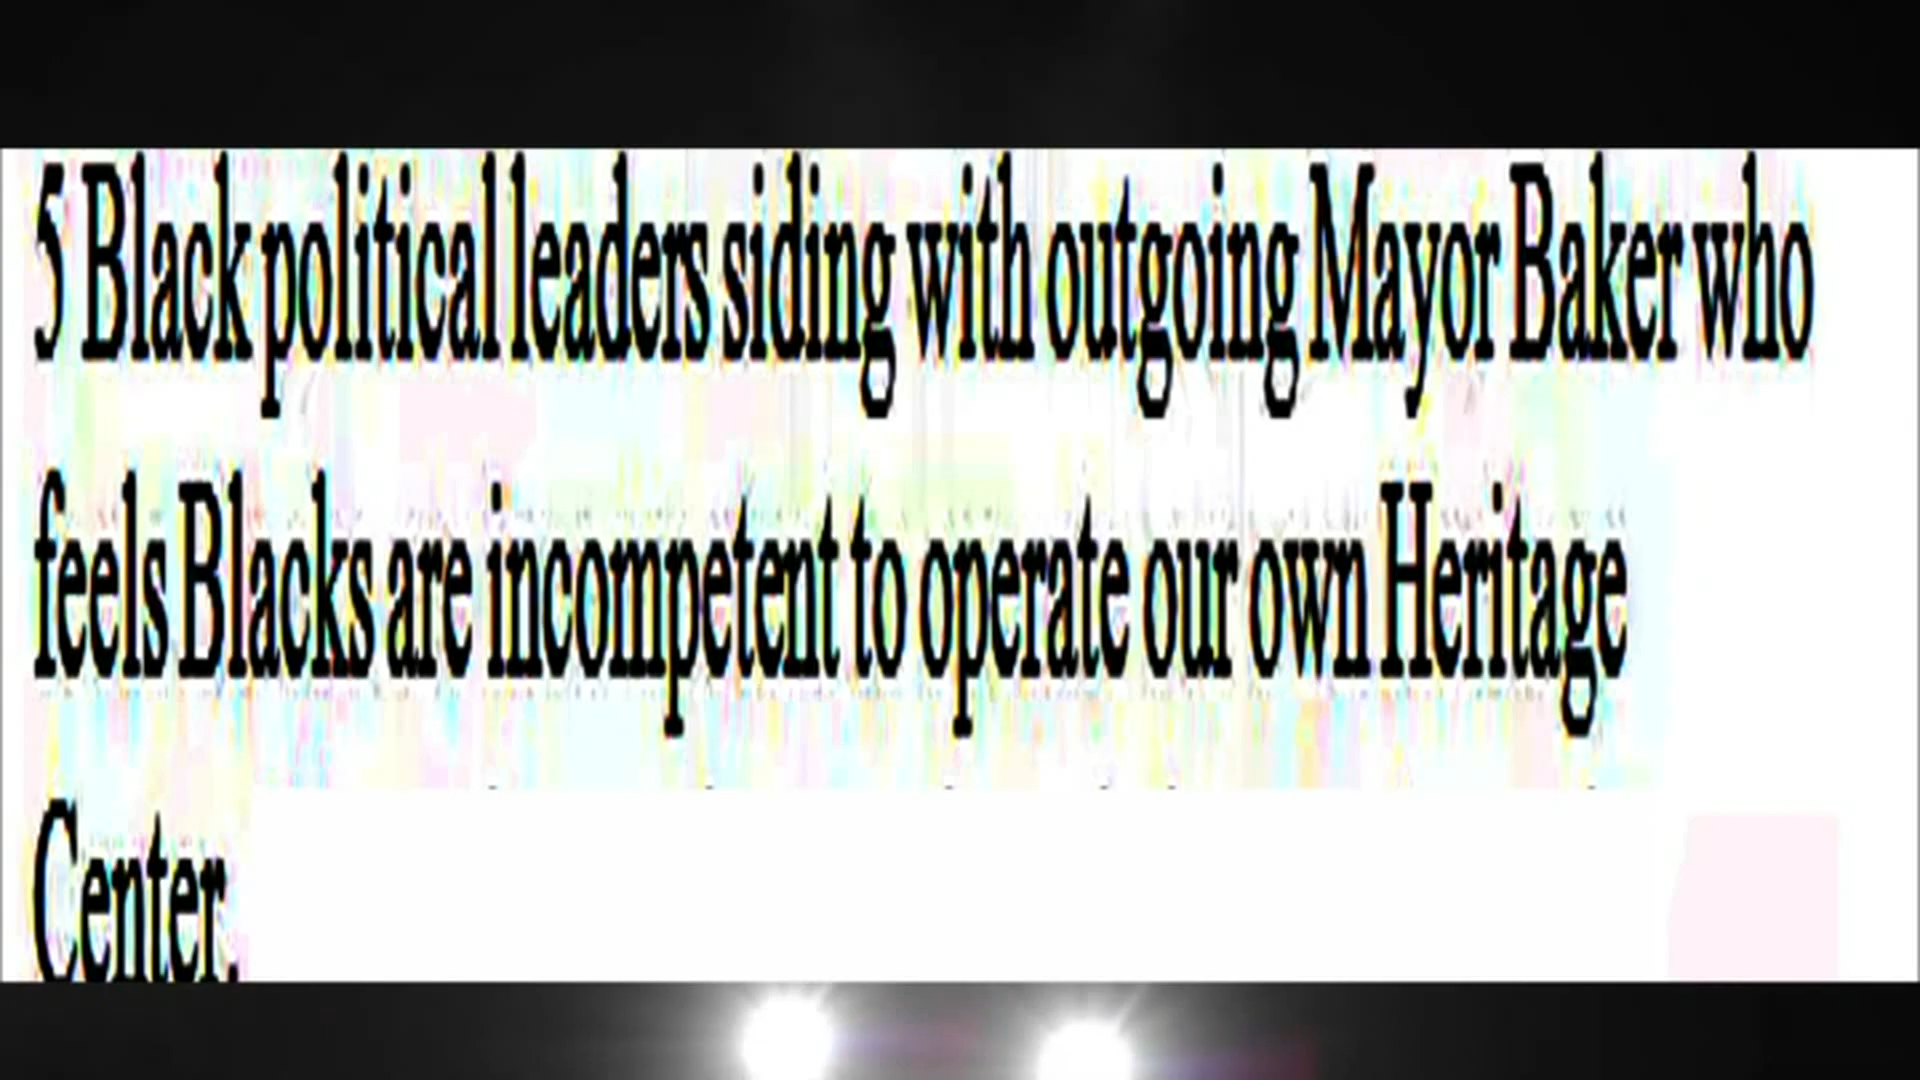 5 Black political leaders siding with outgoing Mayor Baker who
feels Blacks are incompetent to operate our own Heritage
Center.